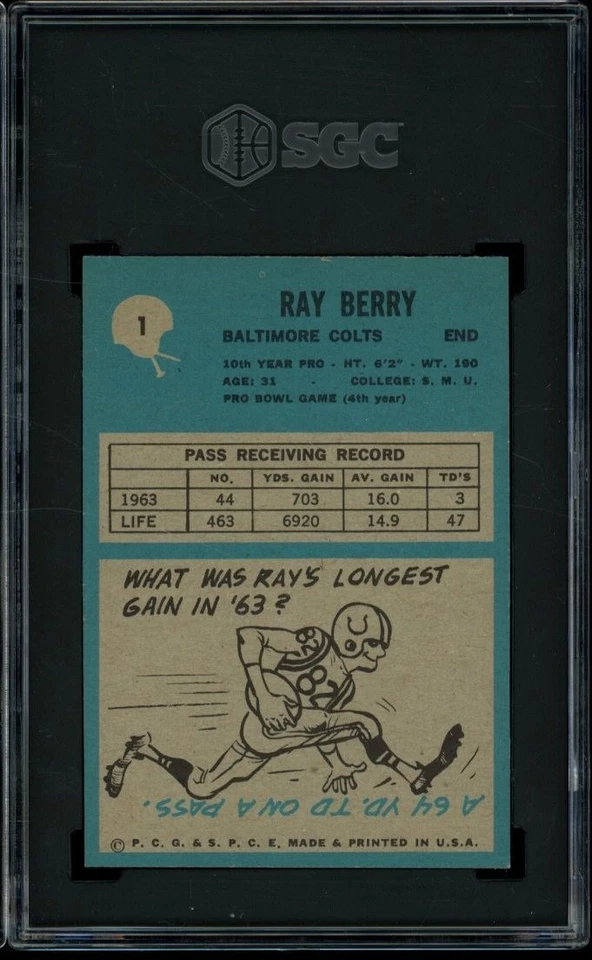 SGC
1
RAY BERRY
BALTIMORE COLTS END
10th YEAR PRO - HT. 6'2" - WT. 190
AGE: 31 - COLLEGE: S. M. U.
PRO BOWL GAME (4th year)
PASS RECEIVING RECORD
NO. YDS. GAIN AV. GAIN TD'S
1963 44 703 16.0 3
LIFE 463 6920 14.9 47
WHAT WAS RAY'S LONGEST
GAIN IN '63?
82
82
A 64 YD. TD ON A PASS.
© P. C. G. & S. P. C. E. MADE & PRINTED IN U.S.A.